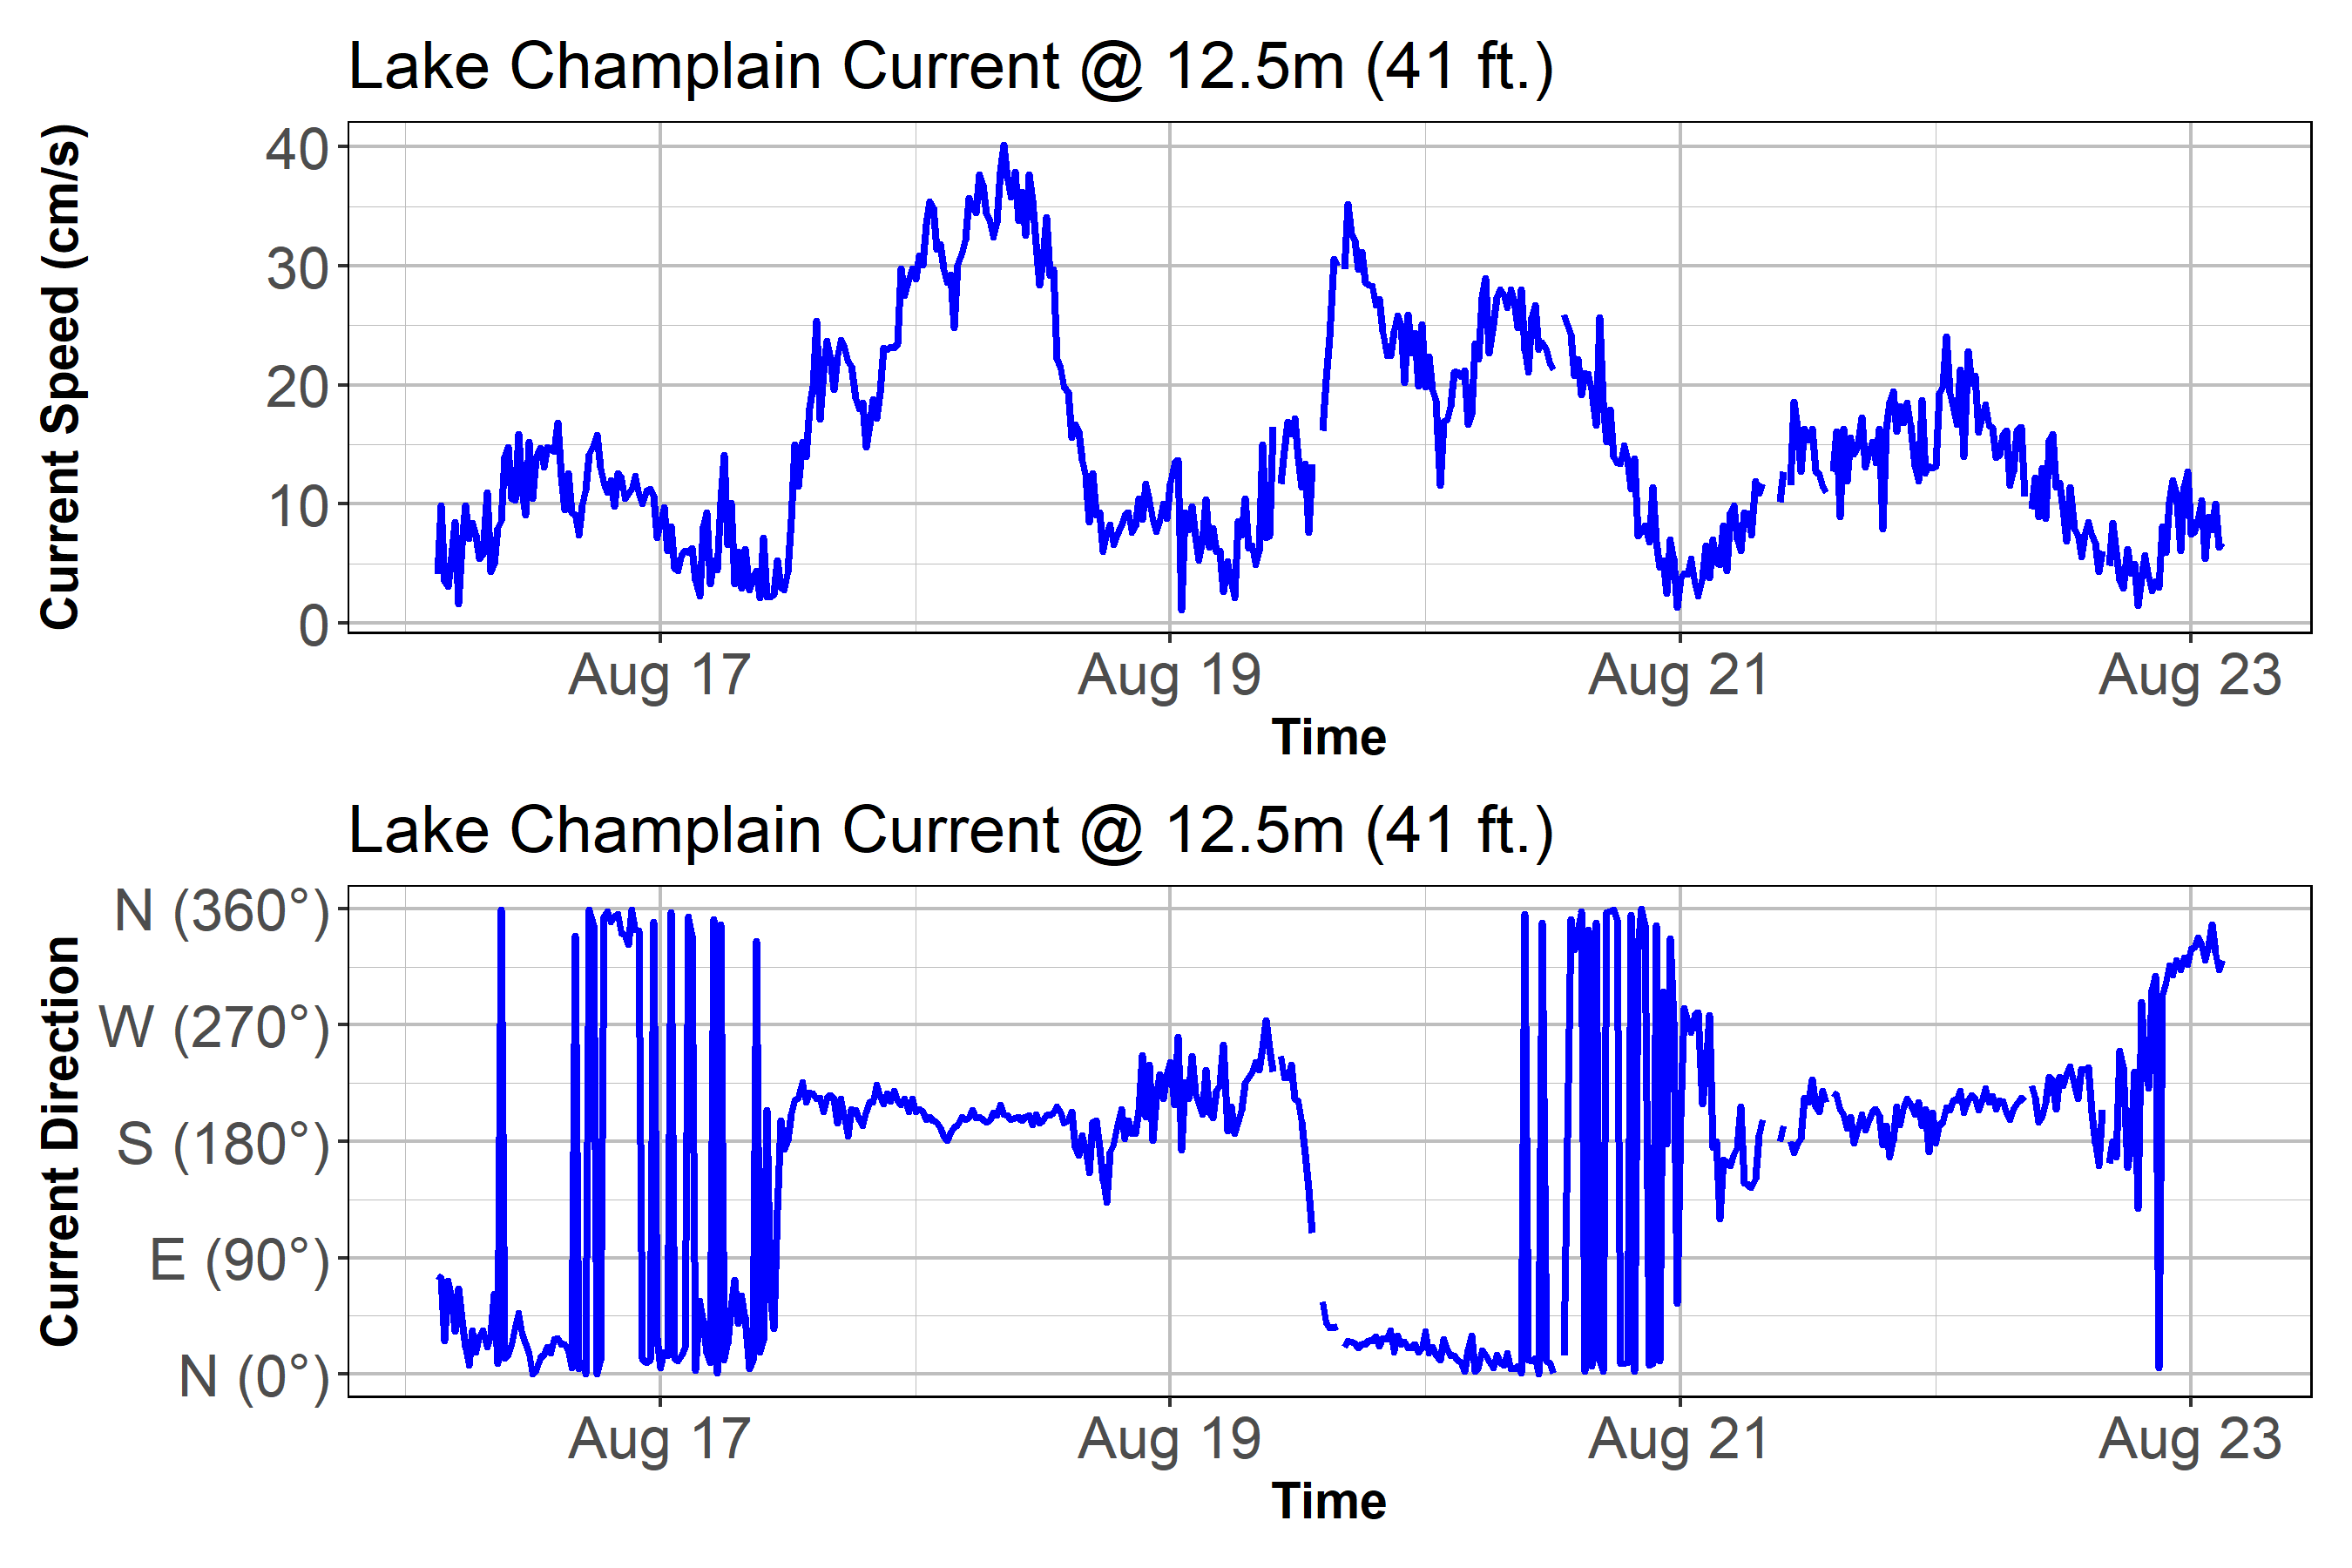 Lake Champlain Current @ 12.5m (41 ft.)
Current Speed (cm/s)
40
30
20
10
0
Aug 17 Aug 19 Aug 21 Aug 23
Time
Lake Champlain Current @ 12.5m (41 ft.)
Current Direction
N (360°)
W (270°)
S (180°)
E (90°)
N (0°)
Aug 17 Aug 19 Aug 21 Aug 23
Time